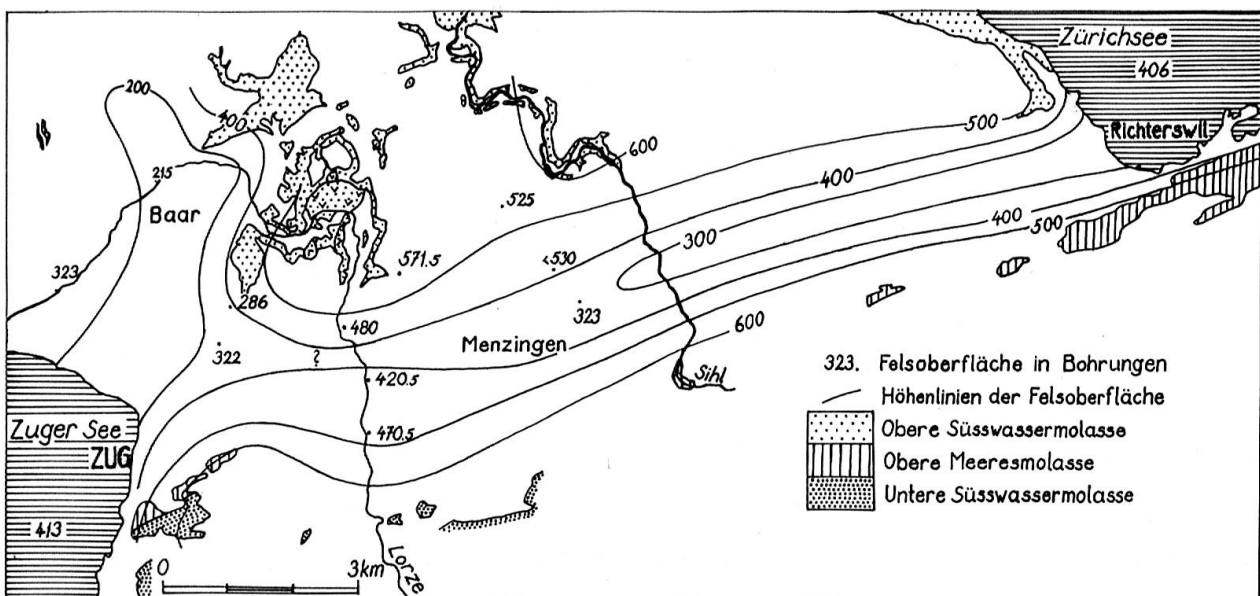 Zürichsee
406
Richterswil
200
400
500
600
215
400
525
Baar
300
400
500
323
571.5
<530
286
323
600
480
322
Menzingen
?
420.5
Sihl
470.5
Zuger See
ZUG
413
Lorze
0 3km
323. Felsoberfläche in Bohrungen
Höhenlinien der Felsoberfläche
Obere Süsswassermolasse
Obere Meeresmolasse
Untere Süsswassermolasse